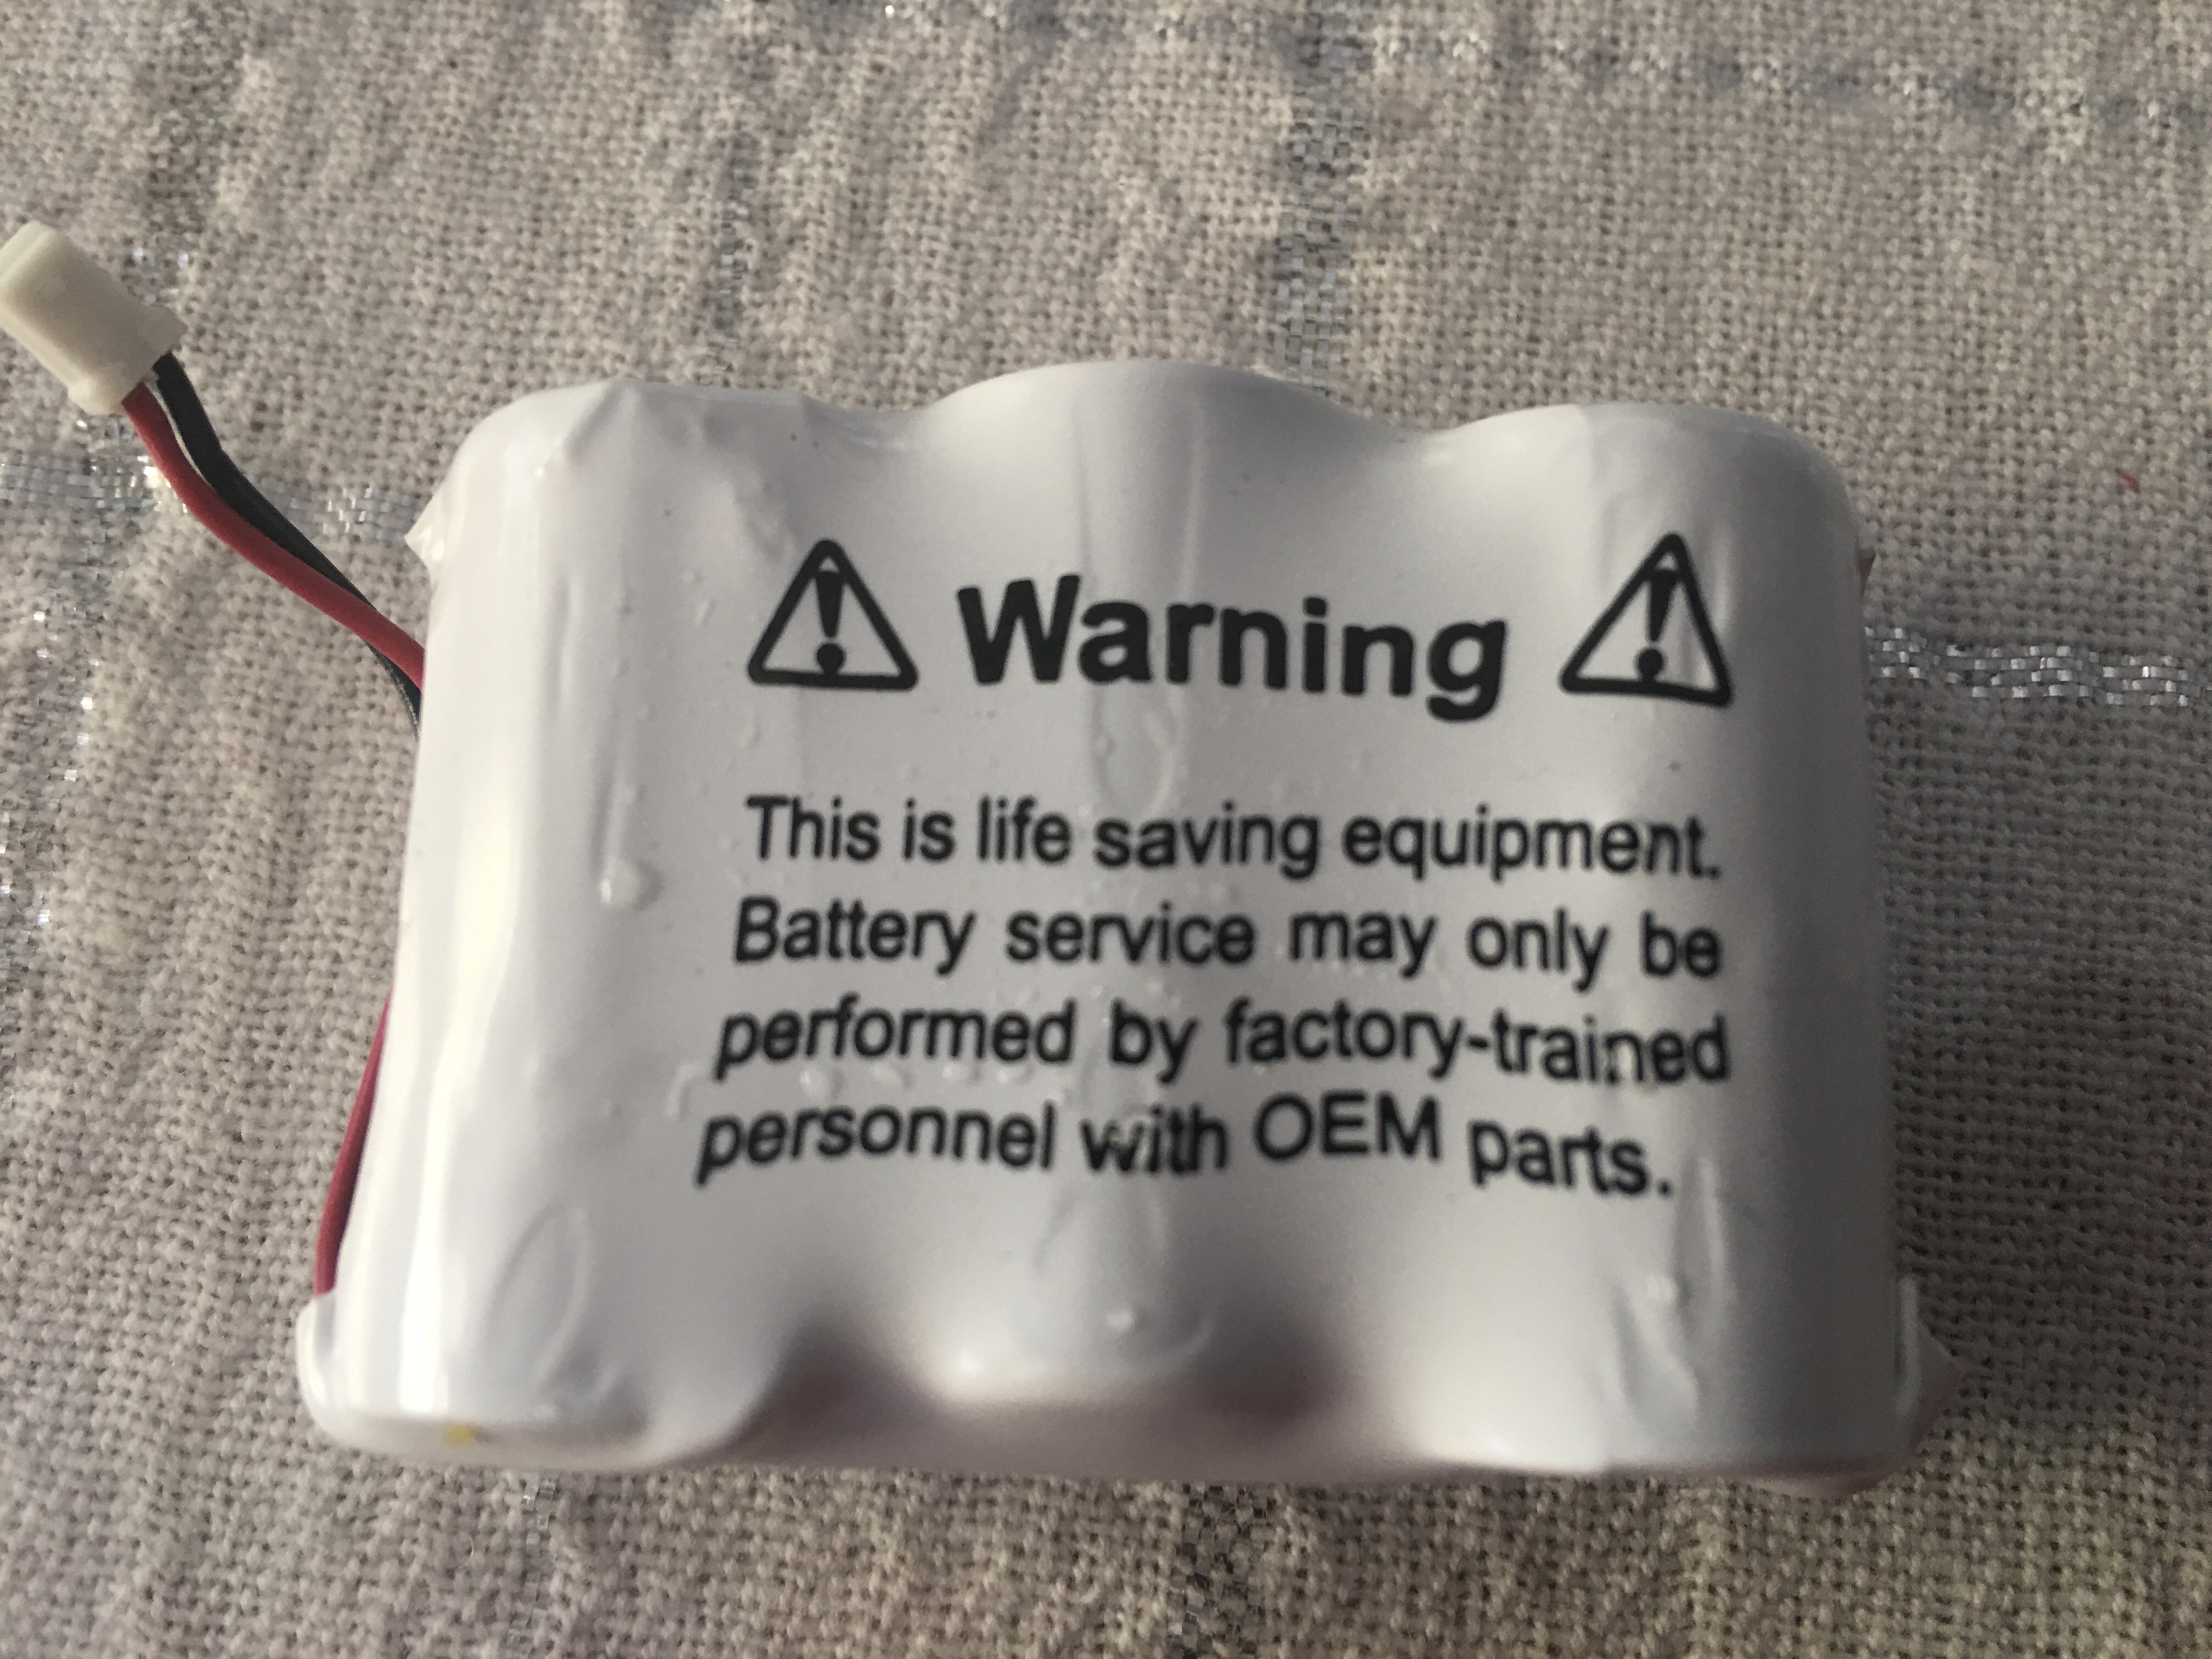 Warning
This is life saving equipment.
Battery service may only be
performed by factory-trained
personnel with OEM parts.